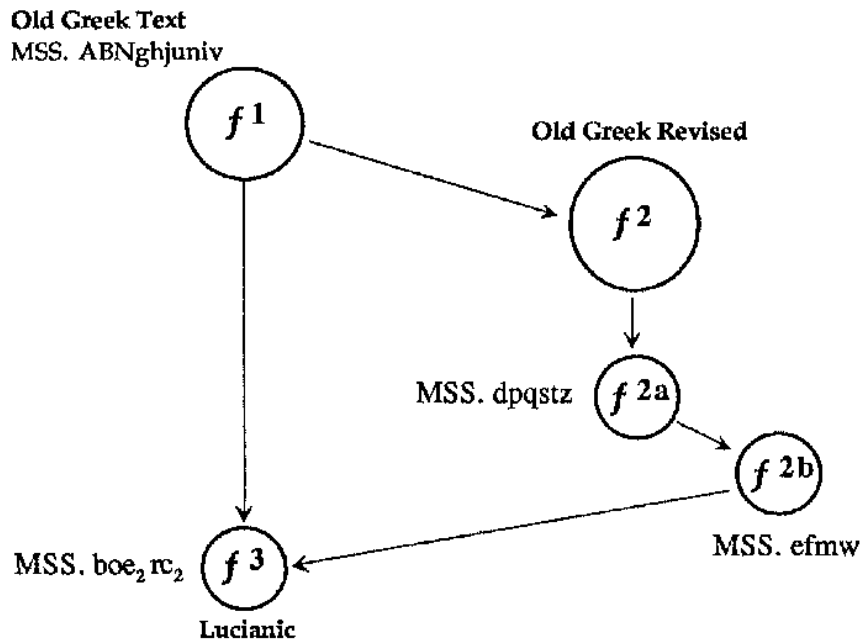 Old Greek Text
MSS. ABNghjuniv
f 1
Old Greek Revised
f 2
MSS. dpqstz
f 2a
f 2b
MSS. efmw
MSS. boe₂ rc₂
f 3
Lucianic